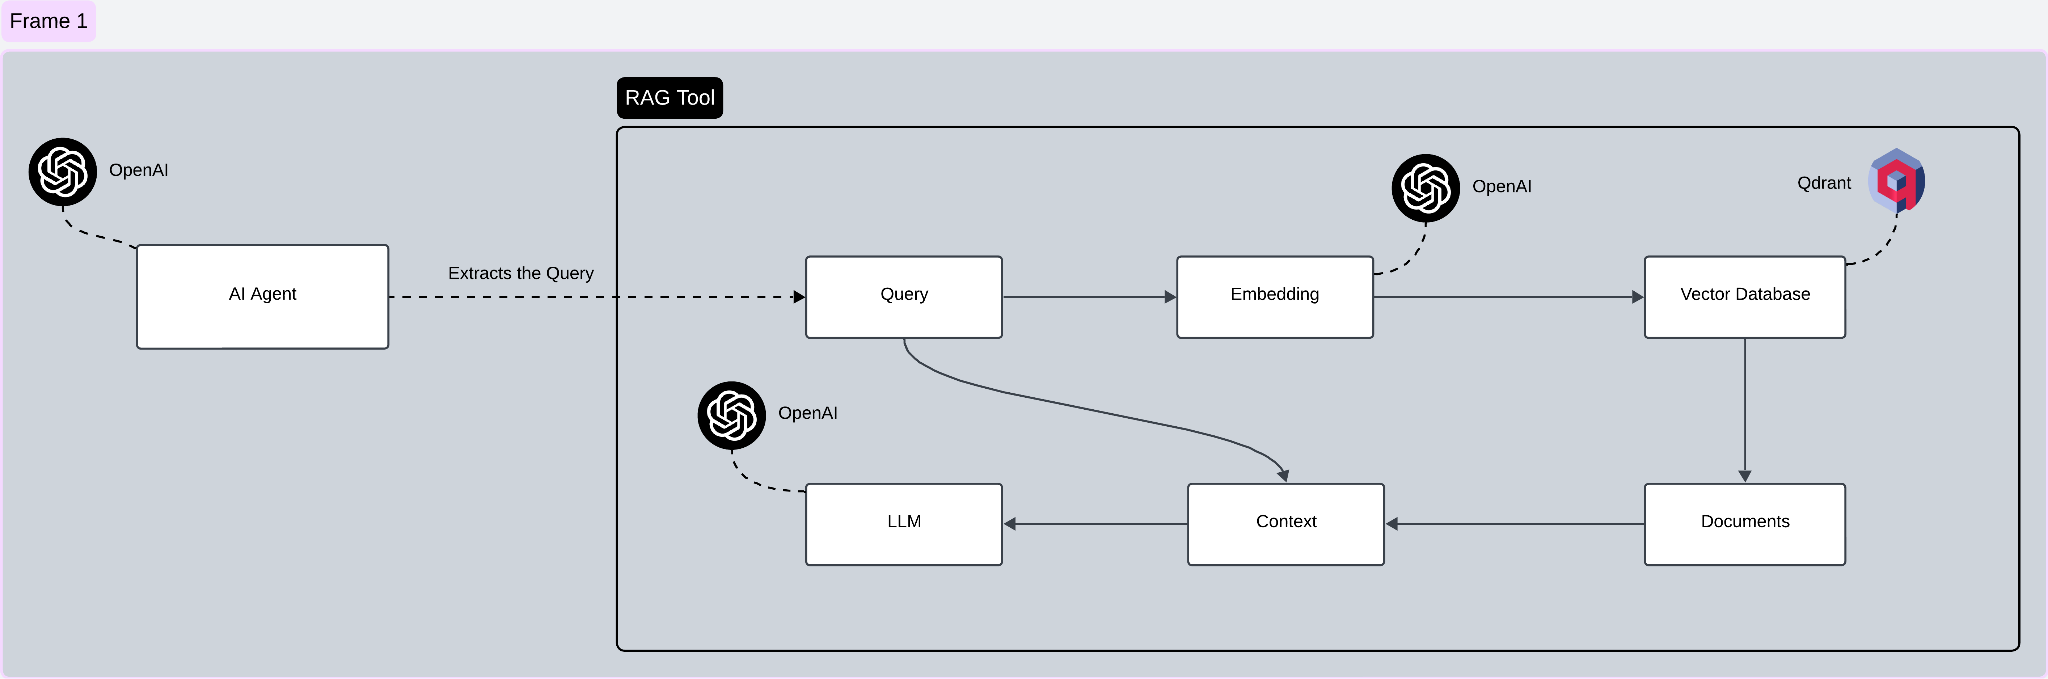 Frame 1
RAG Tool
OpenAI
OpenAI
Qdrant
AI Agent
Extracts the Query
Query
Embedding
Vector Database
OpenAI
LLM
Context
Documents